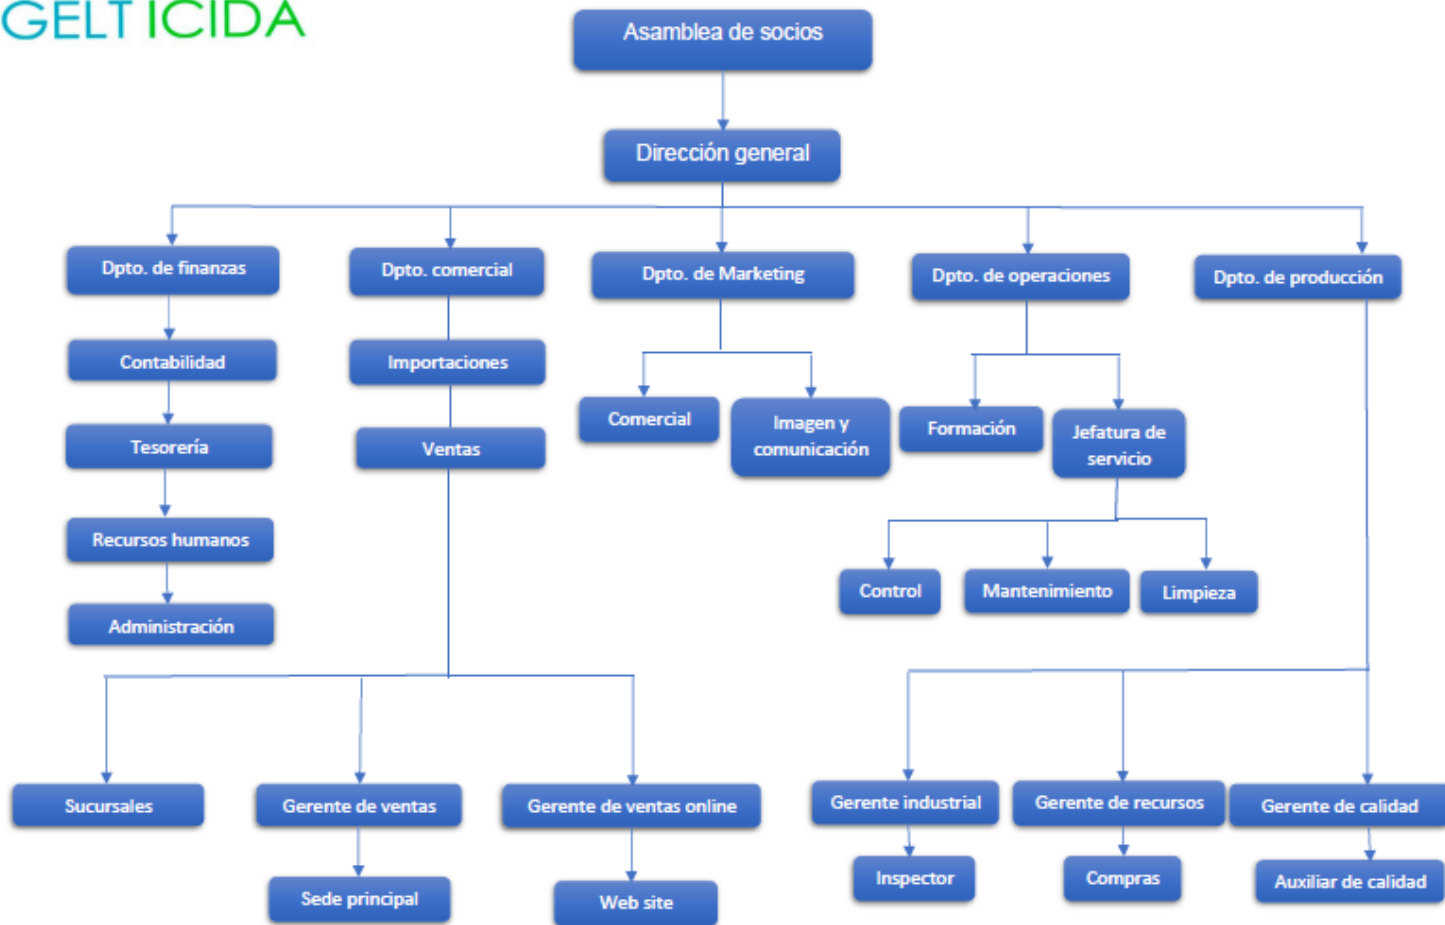 GELTICIDA
Asamblea de socios
Dirección general
Dpto. de finanzas
Dpto. comercial
Dpto. de Marketing
Dpto. de operaciones
Dpto. de producción
Contabilidad
Importaciones
Comercial
Imagen y
comunicación
Formación
Jefatura de
servicio
Tesorería
Ventas
Recursos humanos
Control
Mantenimiento
Limpieza
Administración
Sucursales
Gerente de ventas
Gerente de ventas online
Gerente industrial
Gerente de recursos
Gerente de calidad
Sede principal
Web site
Inspector
Compras
Auxiliar de calidad